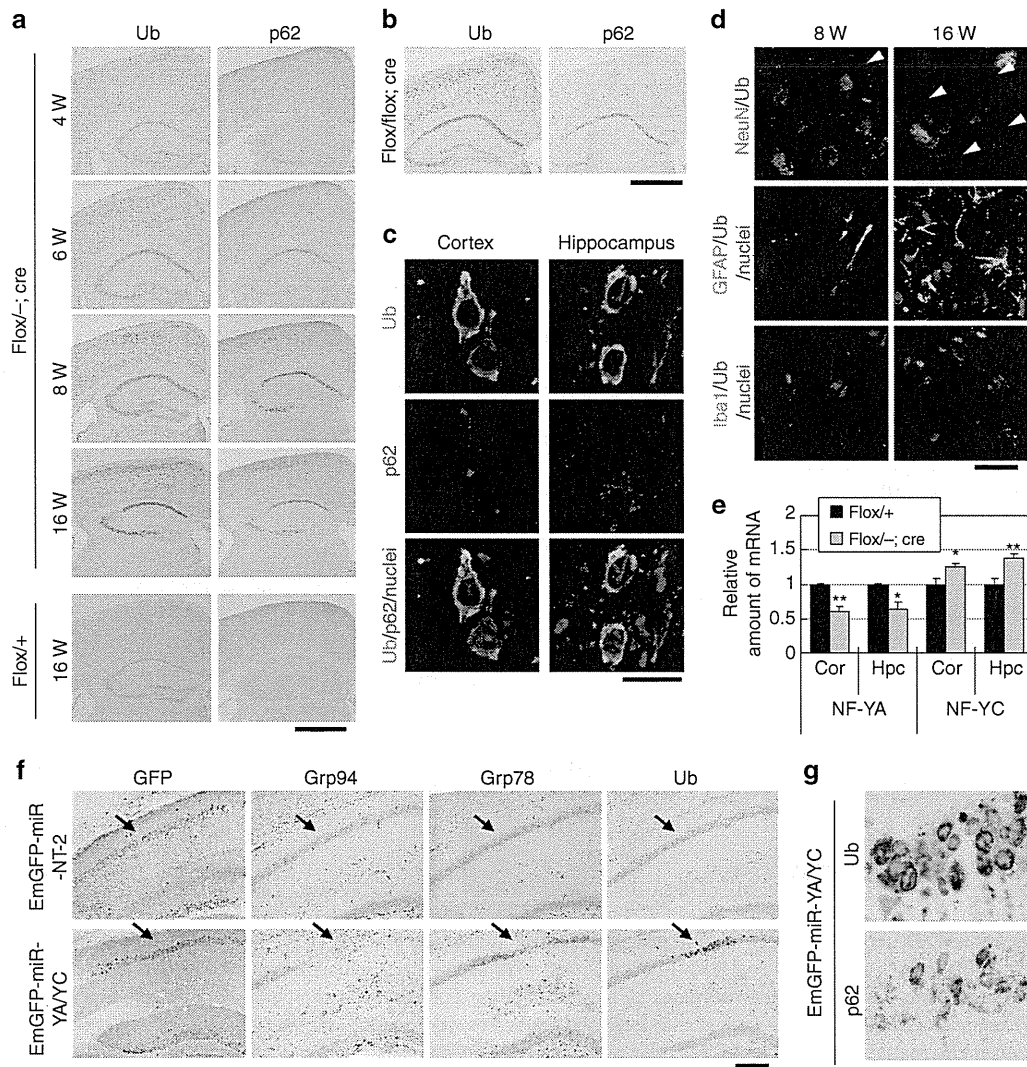 a
Ub p62
Flox/–; cre
4 W
6 W
8 W
16 W
Flox/+
16 W
b
Ub p62
Flox/flox; cre
c
Cortex Hippocampus
Ub
p62
Ub/p62/nuclei
d
8 W 16 W
NeuN/Ub
GFAP/Ub
/nuclei
Iba1/Ub
/nuclei
e
Relative
amount of mRNA
2
1.5
1
0.5
0
Flox/+
Flox/–; cre
** * * **
Cor Hpc Cor Hpc
NF-YA NF-YC
f
GFP Grp94 Grp78 Ub
EmGFP-miR
-NT-2
EmGFP-miR-
YA/YC
g
EmGFP-miR-YA/YC
Ub
p62